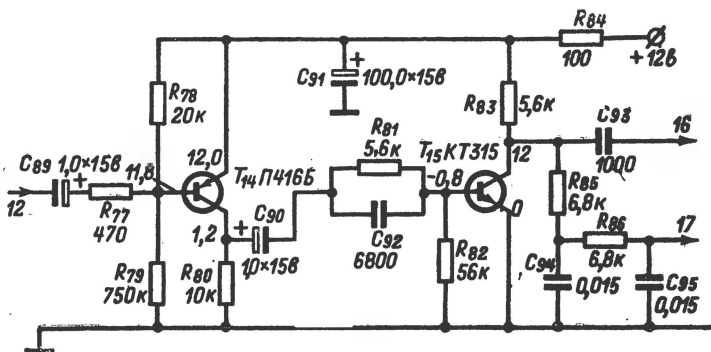 R84
100
+12в
R78
20к
C91
100,0×15в
R83
5,6к
R81
5,6к
C93
1000
16
C89
1,0×15в
11,8
12,0
T14 П416Б
T15 КТ315
12
-0,8
0
12
R77
470
C90
1,0×15в
C92
6800
R85
6,8к
R86
6,8к
17
1,2
R79
750к
R80
10к
R82
56к
C94
0,015
C95
0,015